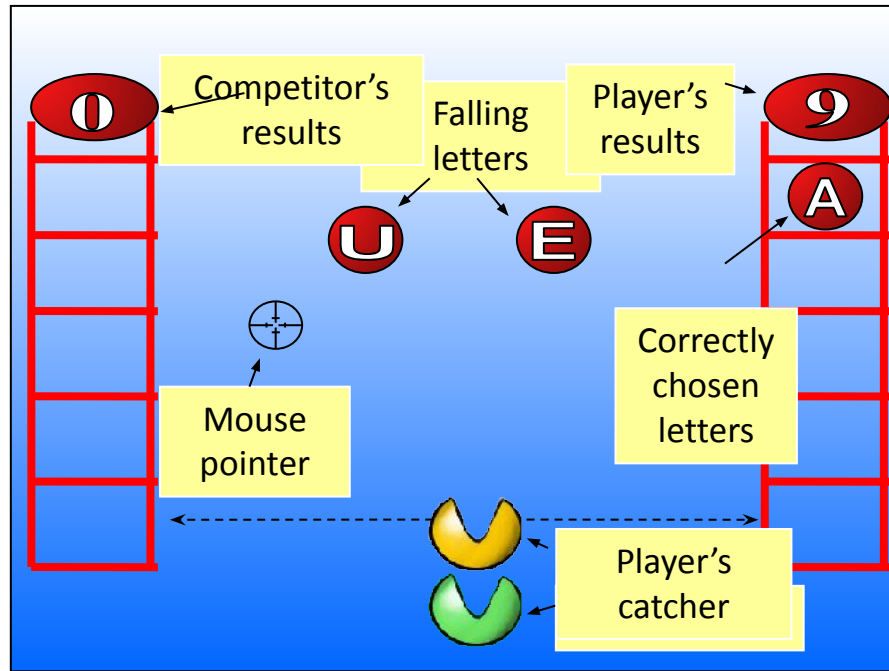 0
Competitor's
results
Falling
letters
Player's
results
9
A
U
E
Correctly
chosen
letters
Mouse
pointer
Player's
catcher